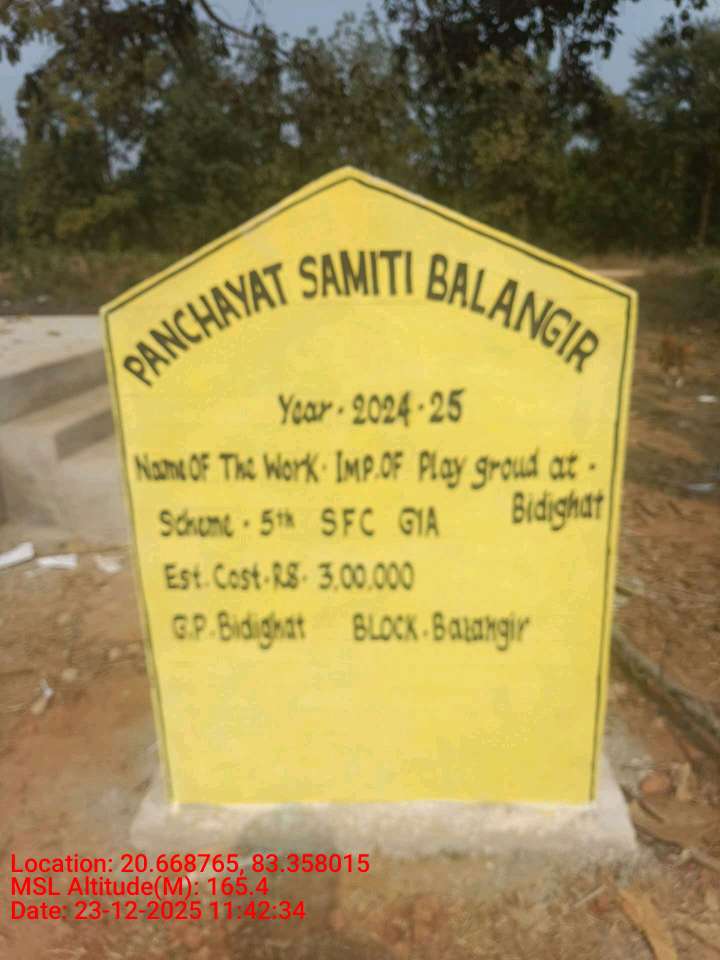 PANCHAYAT SAMITI BALANGIR
Year - 2024 - 25
Name OF The Work - IMP. OF Play groud at -
Bidighat
Scheme - 5th SFC GIA
Est. Cost - RS - 3,00,000
G.P. Bidighat BLOCK - Balangir
Location: 20.668765, 83.358015
MSL Altitude(M): 165.4
Date: 23-12-2025 11:42:34